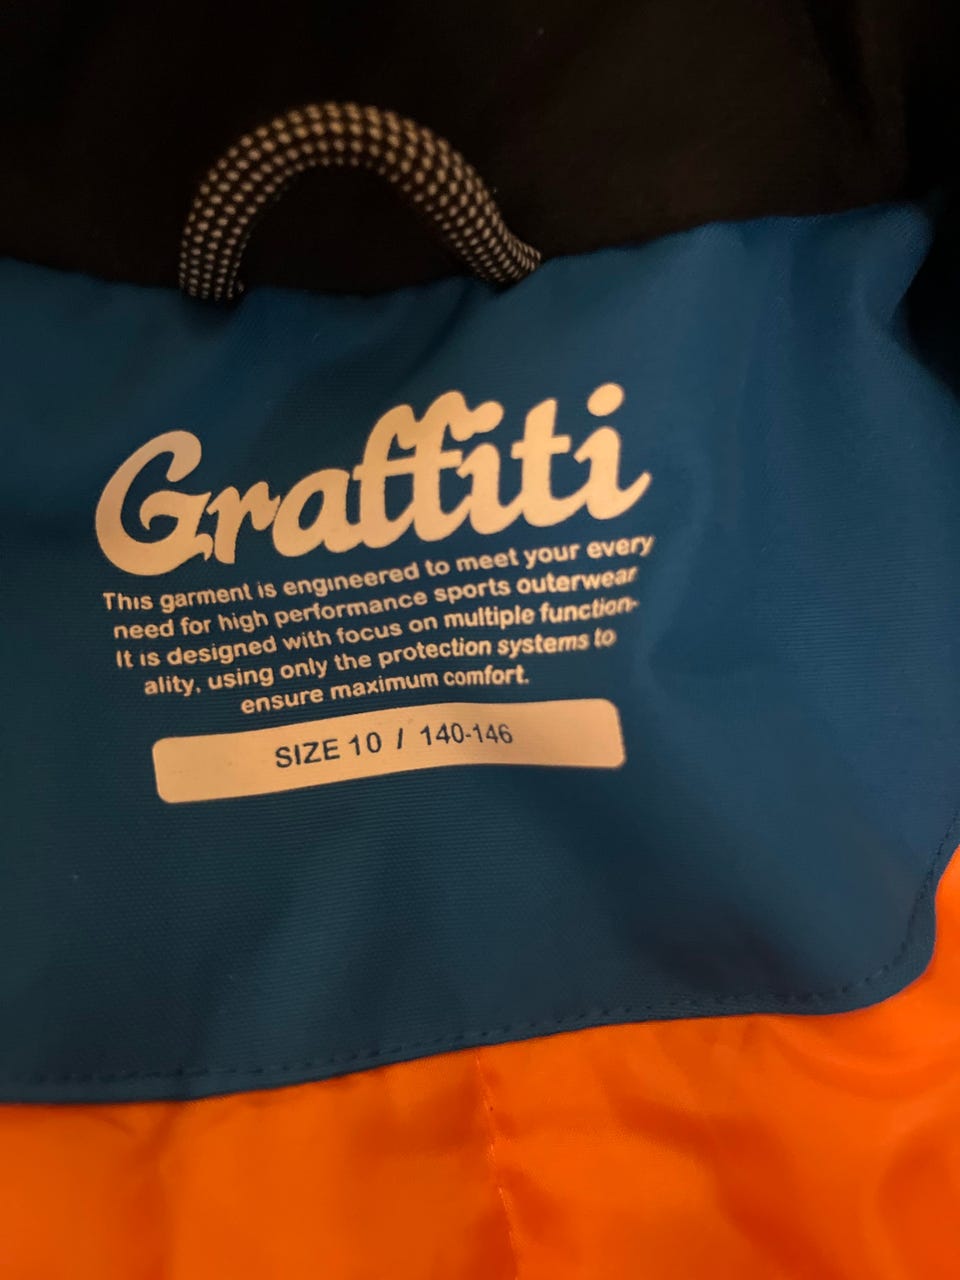 Graffiti
This garment is engineered to meet your every
need for high performance sports outerwear
It is designed with focus on multiple function-
ality, using only the protection systems to
ensure maximum comfort.
SIZE 10 / 140-146